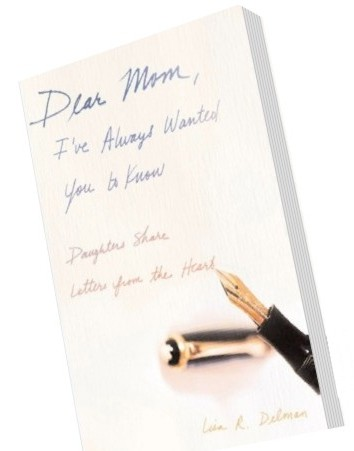 Dear Mom,
I've Always Wanted
You to Know
Daughters Share
Letters from the Heart
Lisa R. Delman